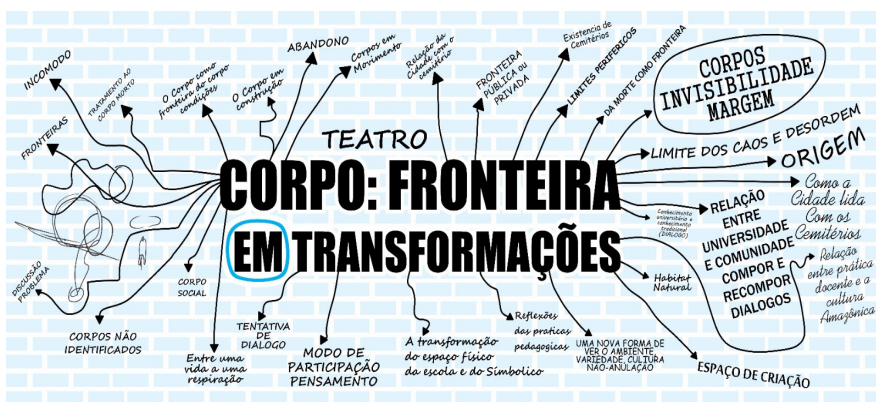 INCOMODO
TRATAMENTO AO
CORPO MORTO
O Corpo como
fronteira do corpo
condições
O Corpo em
construção
ABANDONO
Corpos em
Movimento
Relação da
Cidade com o
cemitério
FRONTEIRA
PÚBLICA OU
PRIVADA
Existencia de
Cemitérios
LIMITES PERIFERICOS
DA MORTE COMO FRONTEIRA
CORPOS
INVISIBILIDADE
MARGEM
FRONTEIRAS
TEATRO
CORPO: FRONTEIRA
EM TRANSFORMAÇÕES
LIMITE DOS CAOS E DESORDEM
ORIGEM
Como a
Cidade lida
Com os
Cemitérios
Conhecimento
universitário e
conhecimento
tradicional
(DIALOGO)
RELAÇÃO
ENTRE
UNIVERSIDADE
E COMUNIDADE
COMPOR E
RECOMPOR
DIALOGOS
Relação
entre prática
docente e a
cultura
Amazônica
Habitat
Natural
DISCUSSÃO
PROBLEMA
CORPO
SOCIAL
CORPOS NÃO
IDENTIFICADOS
Entre uma
vida a uma
respiração
TENTATIVA
DE
DIALOGO
MODO DE
PARTICIPAÇÃO
PENSAMENTO
A transformação
do espaço físico
da escola e do Simbolico
Reflexões
das praticas
pedagogicas
UMA NOVA FORMA DE
VER O AMBIENTE,
VARIEDADE, CULTURA
NÃO-ANULAÇÃO
ESPAÇO DE CRIAÇÃO